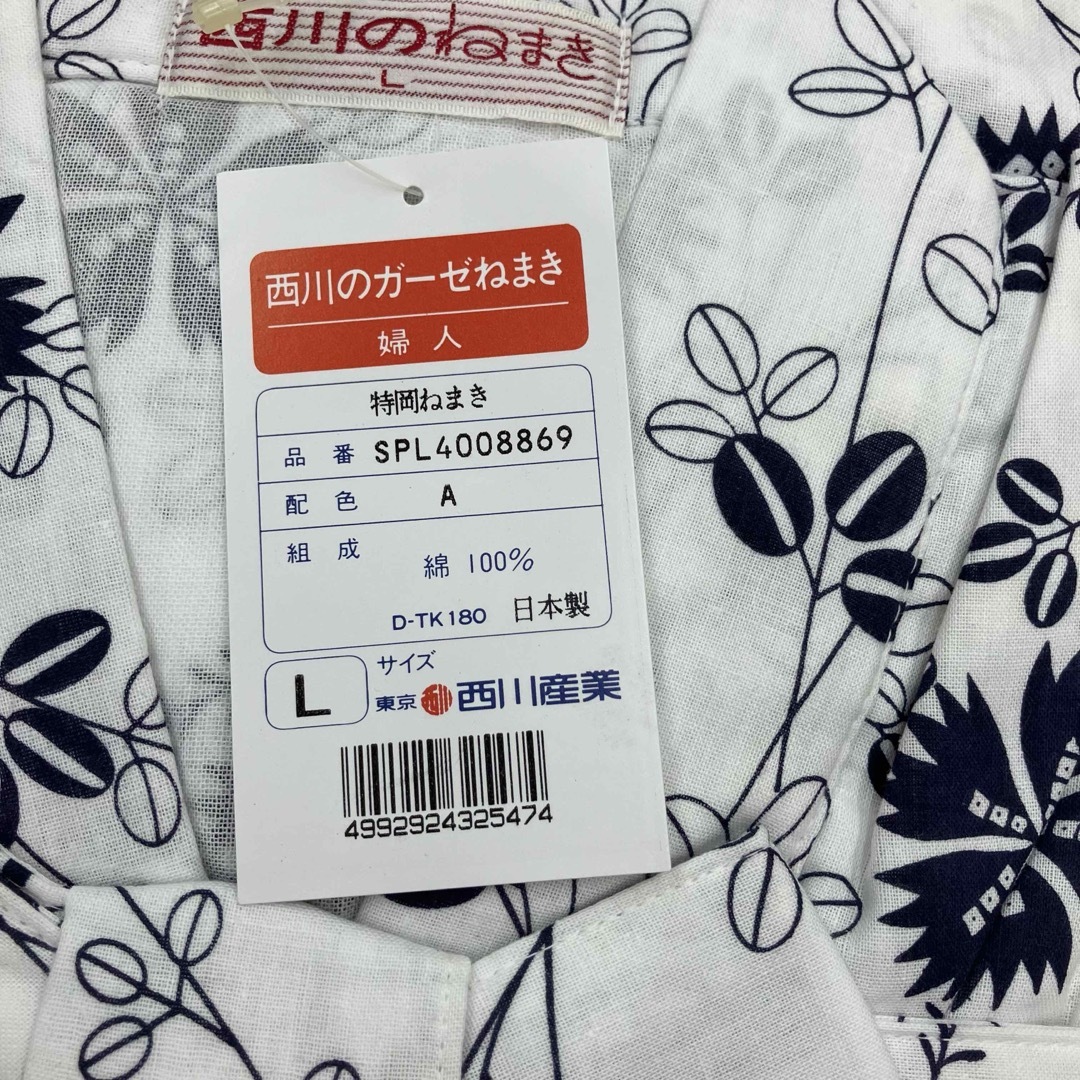 西川のねまき
L
西川のガーゼねまき
婦人
特岡ねまき
品番 SPL4008869
配色 A
組成 綿 100%
D-TK180 日本製
L サイズ
東京 西川 西川産業
4992924325474